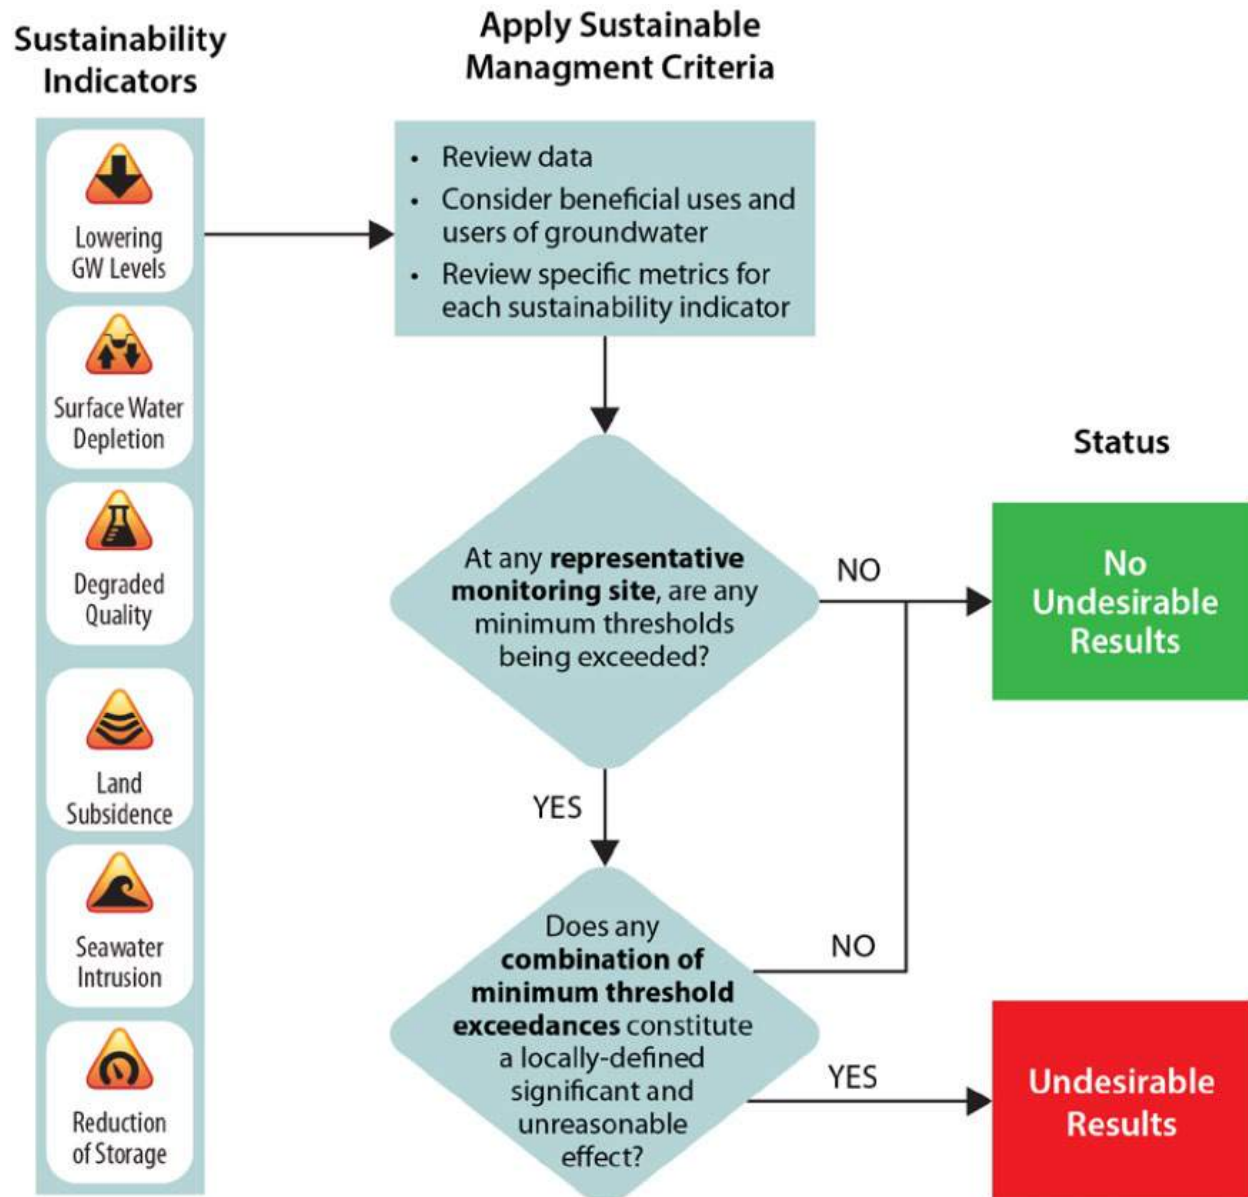 Sustainability
Indicators
Lowering
GW Levels
Surface Water
Depletion
Degraded
Quality
Land
Subsidence
Seawater
Intrusion
Reduction
of Storage
Apply Sustainable
Managment Criteria
• Review data
• Consider beneficial uses and
users of groundwater
• Review specific metrics for
each sustainability indicator
At any representative
monitoring site, are any
minimum thresholds
being exceeded?
NO
YES
Does any
combination of
minimum threshold
exceedances constitute
a locally-defined
significant and
unreasonable
effect?
NO
YES
Status
No
Undesirable
Results
Undesirable
Results